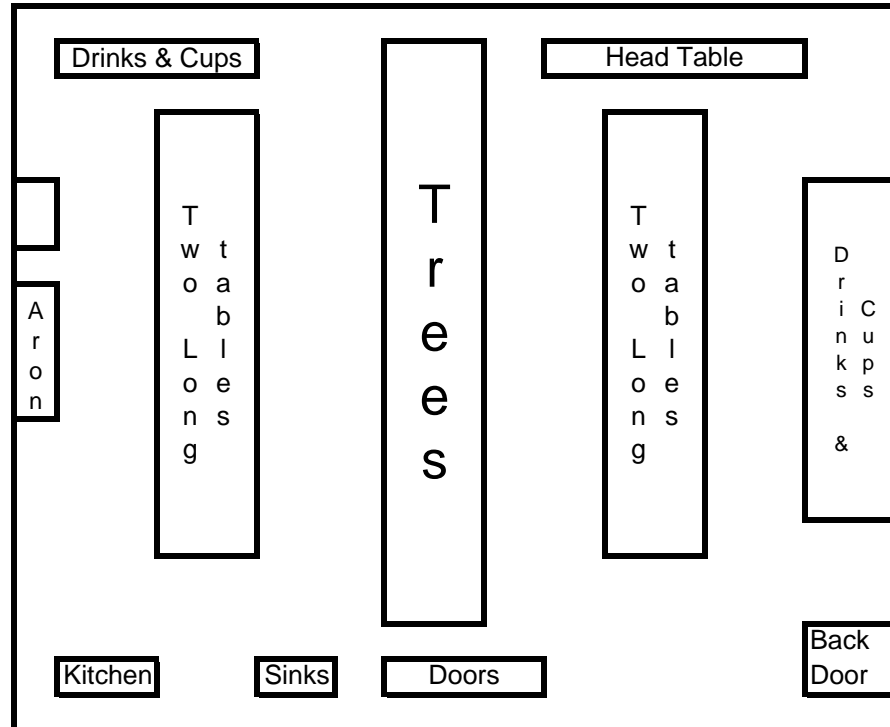 Drinks & Cups
Head Table
Two Long
tables
Trees
Two Long
tables
Drinks &
Cups
Aron
Kitchen
Sinks
Doors
Back
Door